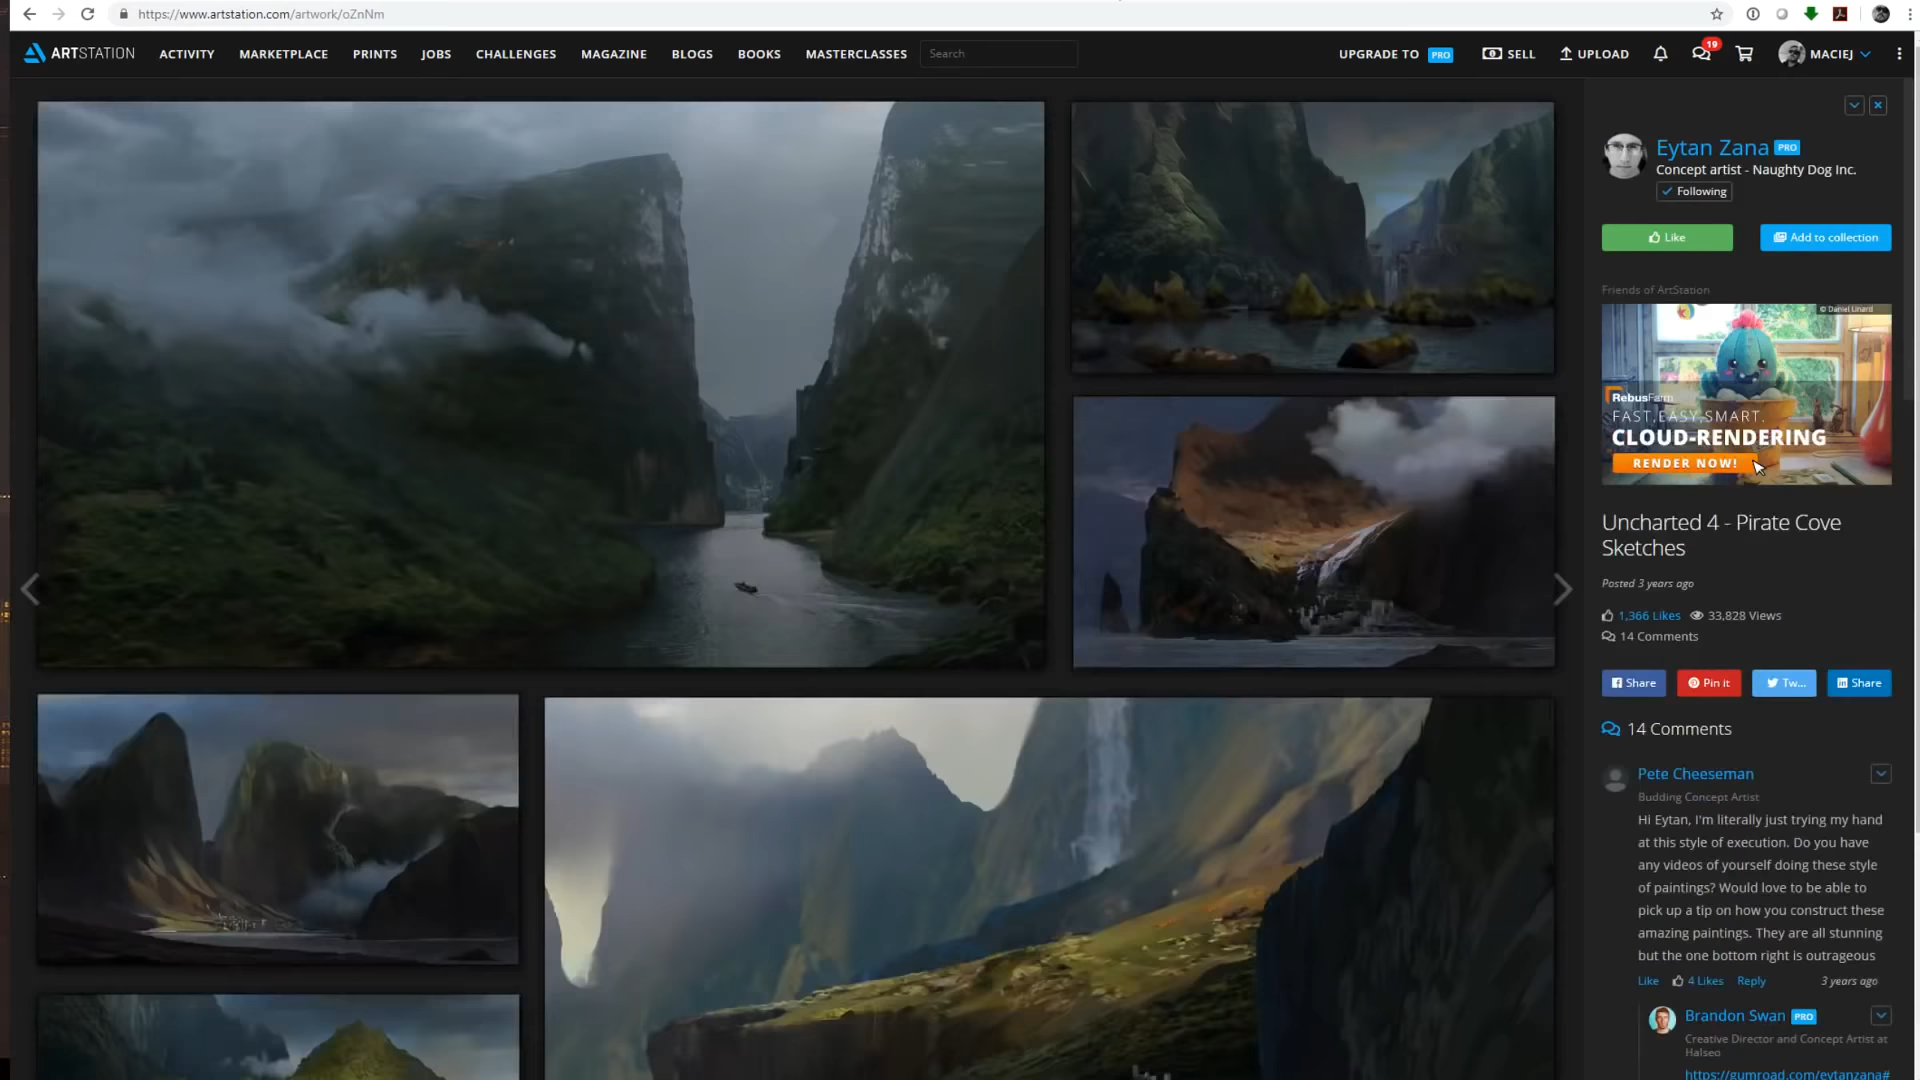 https://www.artstation.com/artwork/oZnNm
ARTSTATION
ACTIVITY
MARKETPLACE
PRINTS
JOBS
CHALLENGES
MAGAZINE
BLOGS
BOOKS
MASTERCLASSES
Search
UPGRADE TO PRO
SELL
UPLOAD
19
MACIEJ
Eytan Zana PRO
Concept artist - Naughty Dog Inc.
Following
Like
Add to collection
Friends of ArtStation
© Daniel Unard
RebusFarm
FAST,EASY,SMART.
CLOUD-RENDERING
RENDER NOW!
Uncharted 4 - Pirate Cove
Sketches
Posted 3 years ago
1,366 Likes 33,828 Views
14 Comments
Share
Pin it
Tw...
Share
14 Comments
Pete Cheeseman
Budding Concept Artist
Hi Eytan, I'm literally just trying my hand
at this style of execution. Do you have
any videos of yourself doing these style
of paintings? Would love to be able to
pick up a tip on how you construct these
amazing paintings. They are all stunning
but the one bottom right is outrageous
Like 4 Likes Reply 3 years ago
Brandon Swan PRO
Creative Director and Concept Artist at
Halseo
https://gumroad.com/eytanzana#